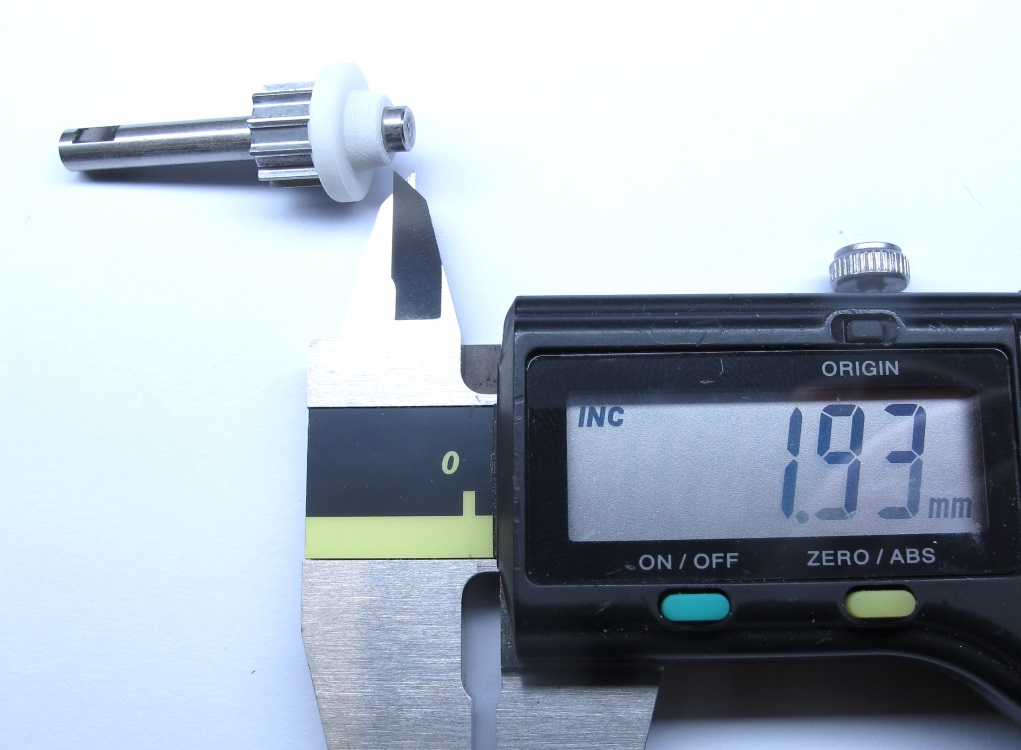 ORIGIN
INC
1.93 mm
0
ON / OFF ZERO / ABS